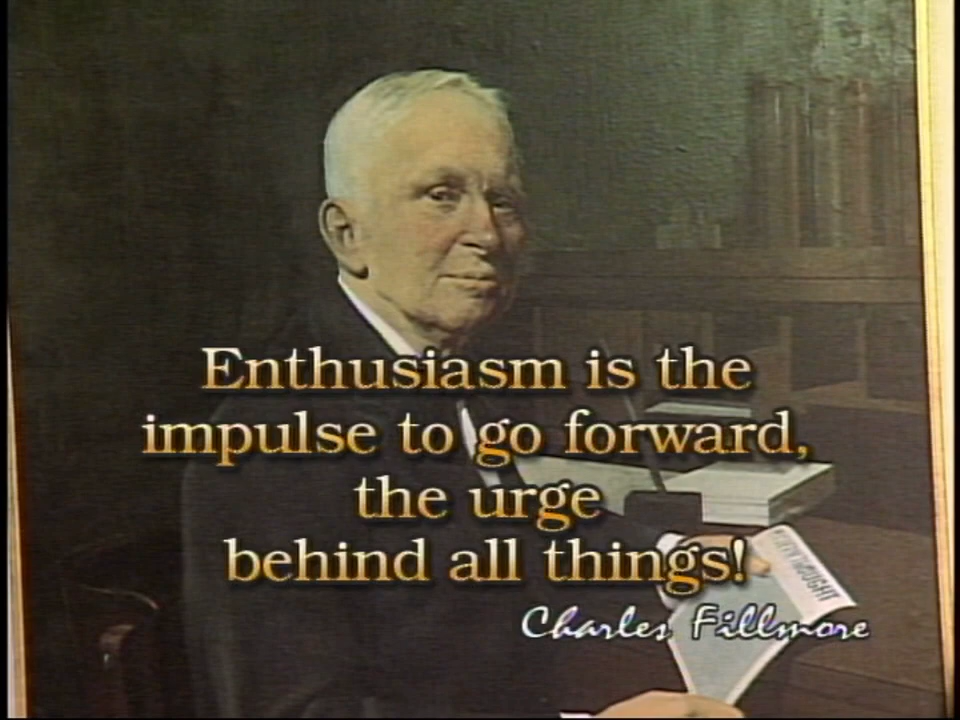 Enthusiasm is the
impulse to go forward,
the urge
behind all things!
Charles Fillmore